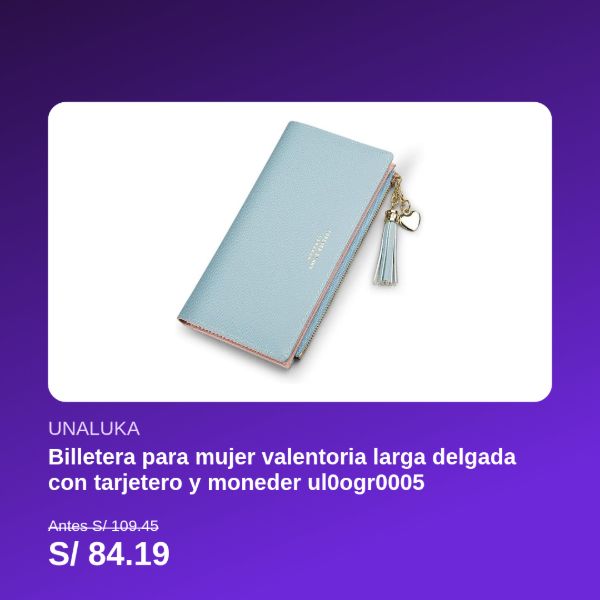 UNALUKA
Billetera para mujer valentoria larga delgada
con tarjetero y moneder ul0ogr0005
Antes S/ 109.45
S/ 84.19